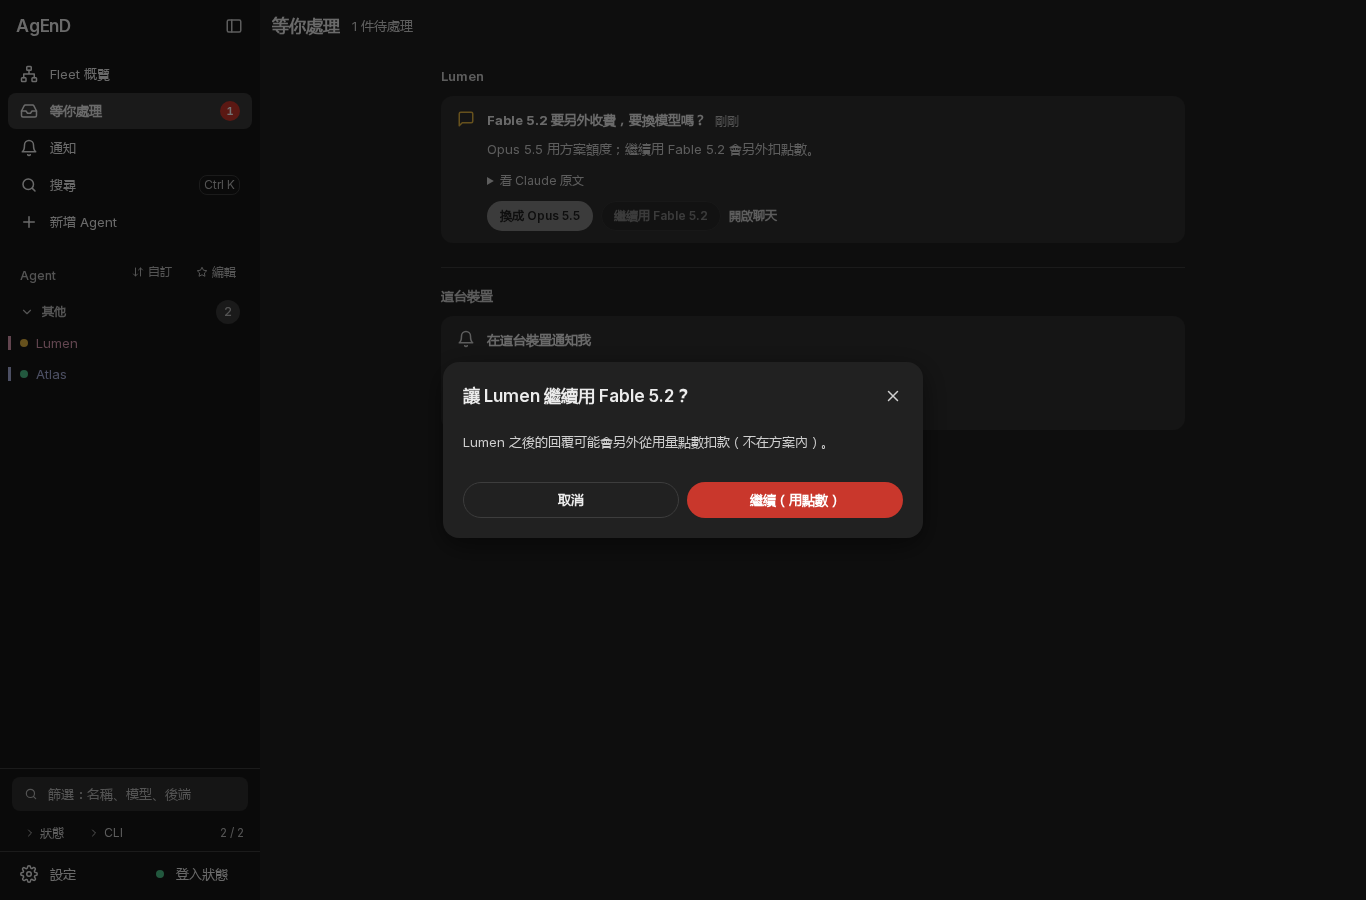 AgEnD
Fleet 概覽
等你處理 1
通知
搜尋 Ctrl K
新增 Agent
Agent 自訂 編輯
其他 2
Lumen
Atlas
篩選：名稱、模型、後端
狀態 CLI 2 / 2
設定 登入狀態
等你處理 1 件待處理
Lumen
Fable 5.2 要另外收費，要換模型嗎？ 剛剛
Opus 5.5 用方案額度；繼續用 Fable 5.2 會另外扣點數。
看 Claude 原文
換成 Opus 5.5 繼續用 Fable 5.2 開啟聊天
這台裝置
在這台裝置通知我
讓 Lumen 繼續用 Fable 5.2？
Lumen 之後的回覆可能會另外從用量點數扣款（不在方案內）。
取消 繼續（用點數）